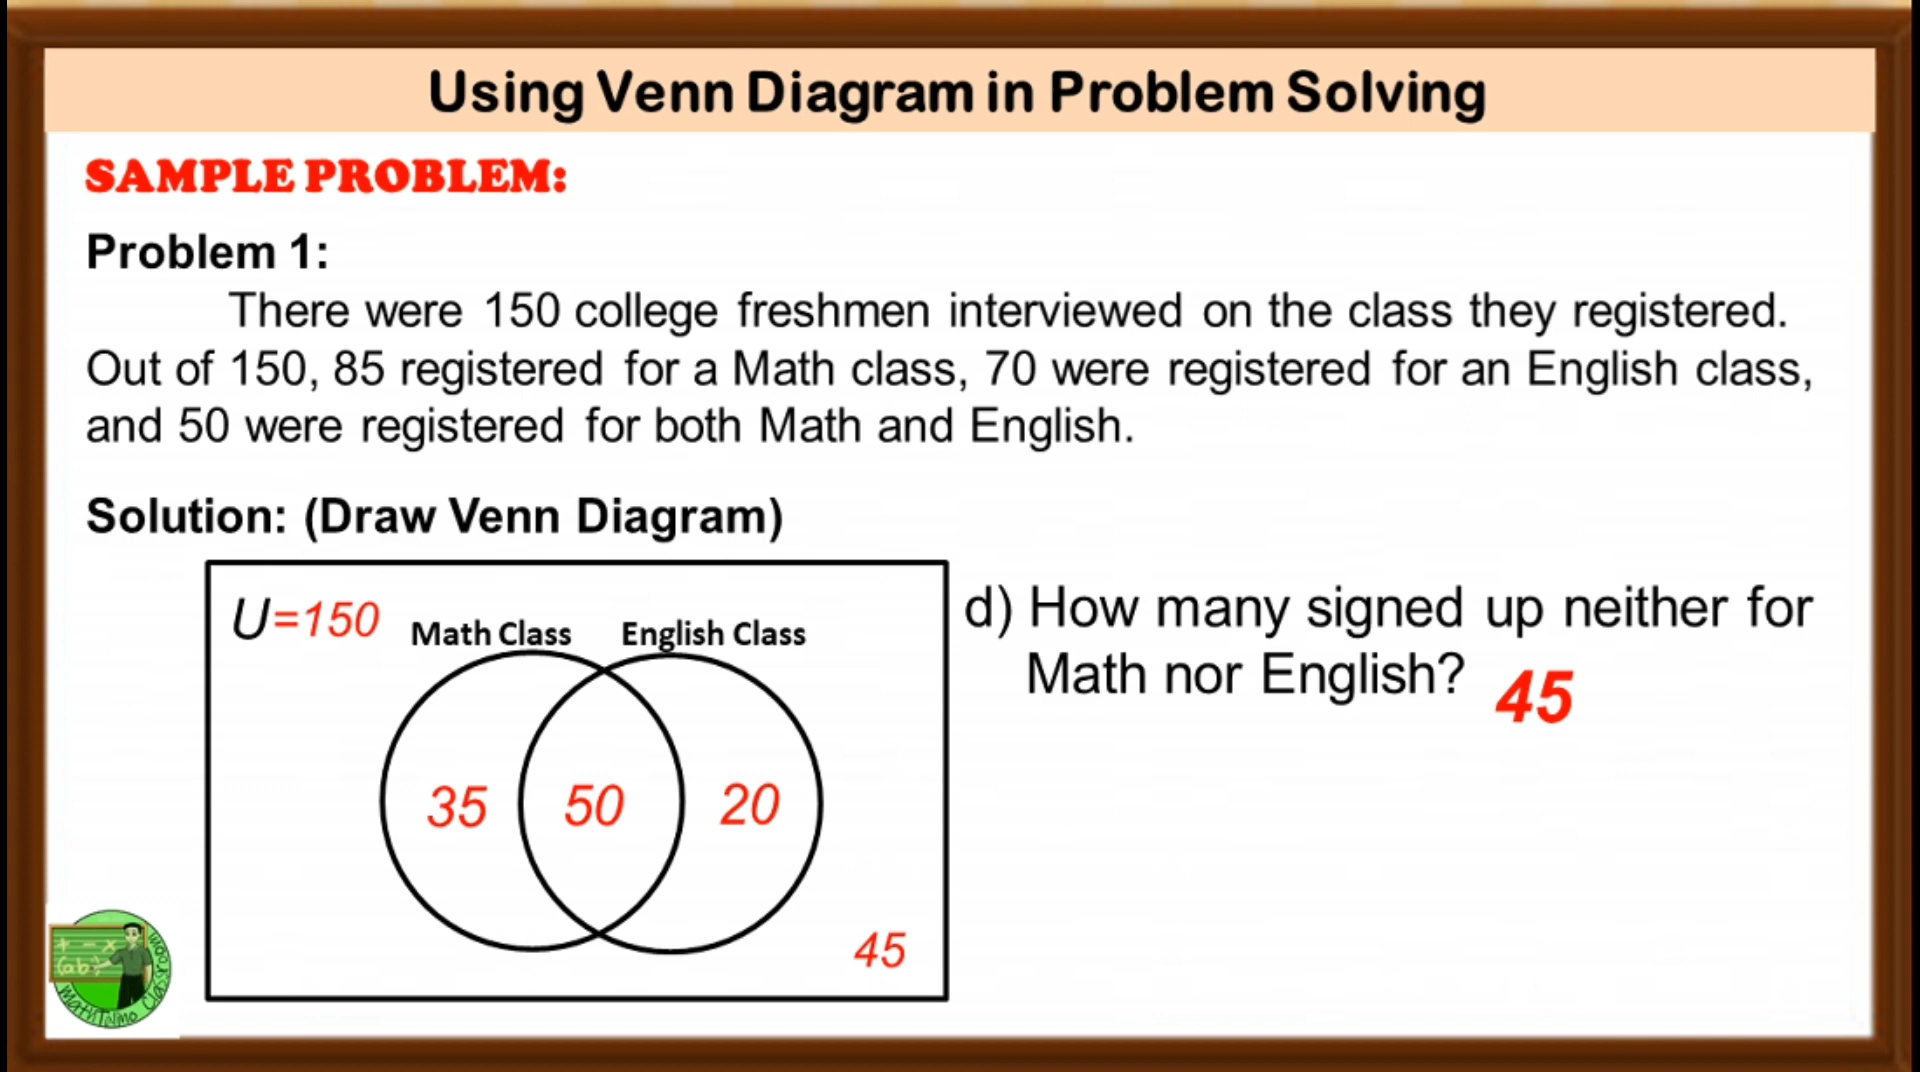 Using Venn Diagram in Problem Solving
SAMPLE PROBLEM:
Problem 1:
There were 150 college freshmen interviewed on the class they registered.
Out of 150, 85 registered for a Math class, 70 were registered for an English class,
and 50 were registered for both Math and English.
Solution: (Draw Venn Diagram)
U=150
Math Class English Class
35 50 20
45
d) How many signed up neither for
Math nor English? 45
+ - x
(ab)
Classroom